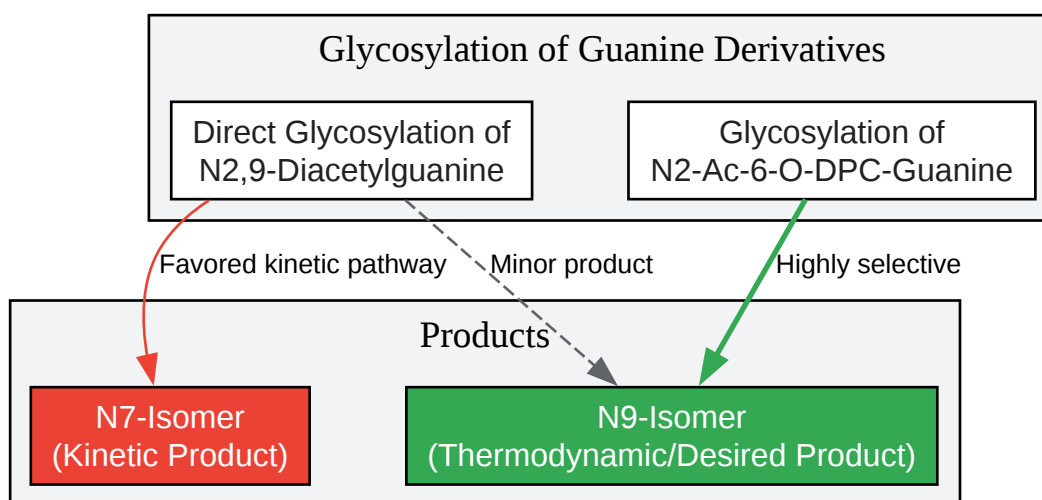 Glycosylation of Guanine Derivatives
Direct Glycosylation of
N2,9-Diacetylguanine
Glycosylation of
N2-Ac-6-O-DPC-Guanine
Favored kinetic pathway
Minor product
Highly selective
Products
N7-Isomer
(Kinetic Product)
N9-Isomer
(Thermodynamic/Desired Product)